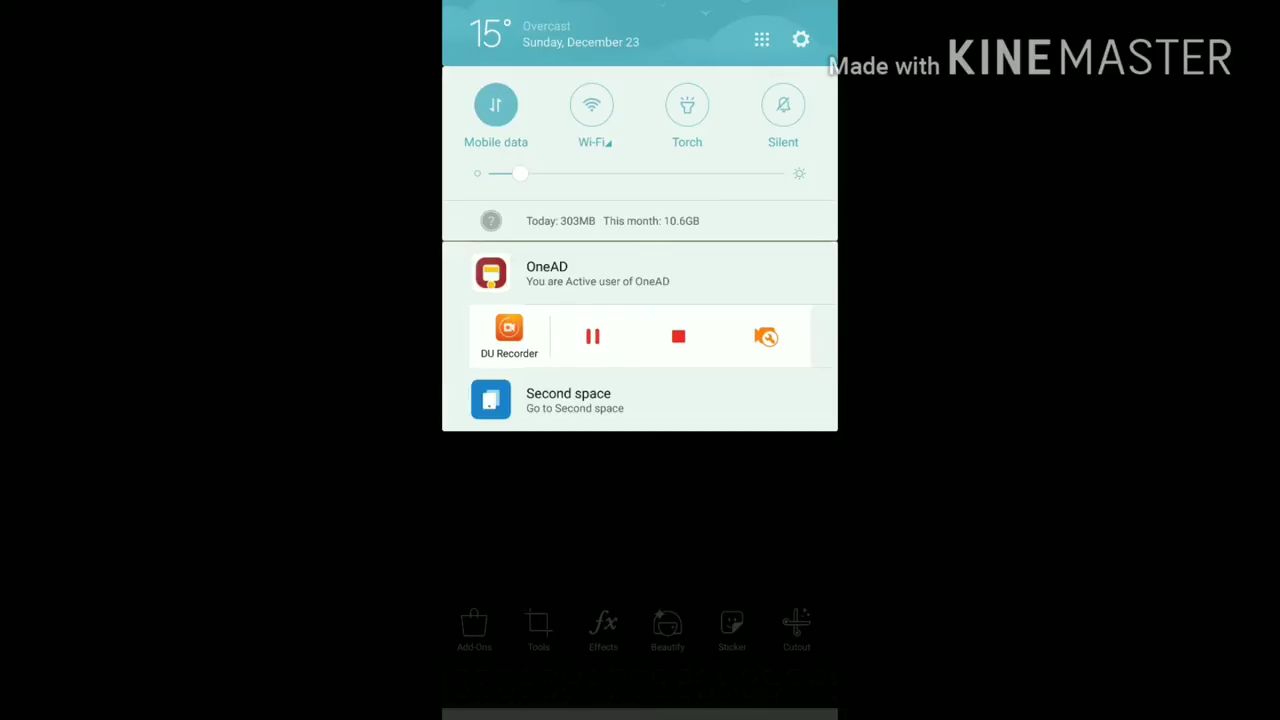 15° Overcast
Sunday, December 23
Made with KINEMASTER
Mobile data Wi-Fi Torch Silent
? Today: 303MB This month: 10.6GB
OneAD
You are Active user of OneAD
DU Recorder
Second space
Go to Second space
fx
Add-Ons Tools Effects Beautify Sticker Cutout